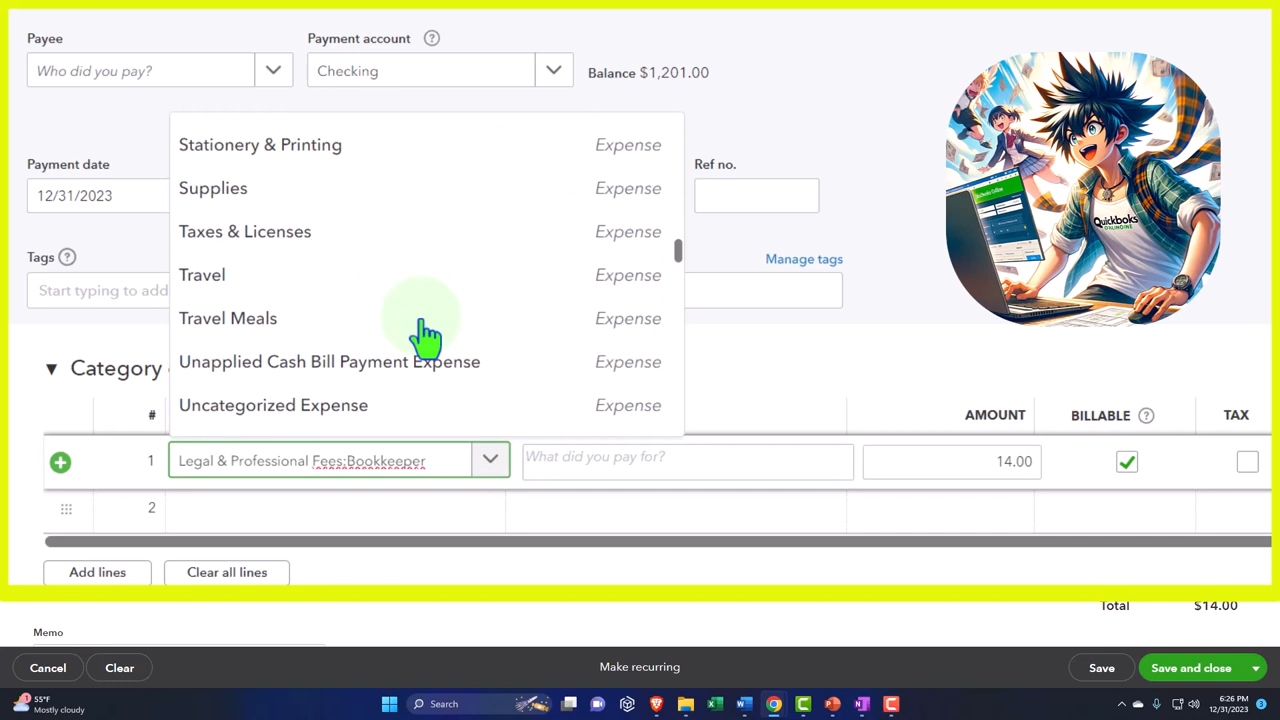 Payee
Payment account ?
Who did you pay?
Checking
Balance $1,201.00
Stationery & Printing Expense
Payment date
Ref no.
Supplies Expense
12/31/2023
Taxes & Licenses Expense
Tags ?
Manage tags
Travel Expense
Start typing to add
Travel Meals Expense
Unapplied Cash Bill Payment Expense Expense
Category
Uncategorized Expense Expense
# AMOUNT BILLABLE ? TAX
1 Legal & Professional Fees:Bookkeeper What did you pay for? 14.00
2
Add lines Clear all lines
Total $14.00
Memo
Cancel Clear Make recurring Save Save and close
1
55°F
Mostly cloudy
Search
6:26 PM
12/31/2023
3
Quickboks